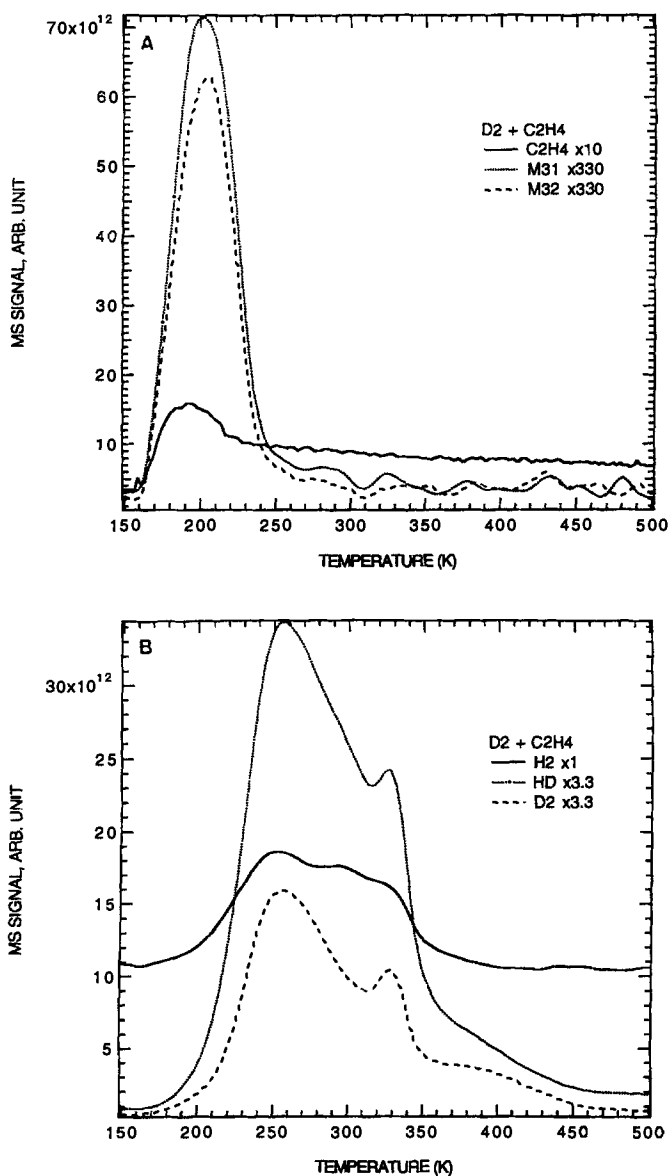 70x10¹²
A
60
50
40
30
20
10
MS SIGNAL, ARB. UNIT
D2 + C2H4
C2H4 x10
M31 x330
M32 x330
150 200 250 300 350 400 450 500
TEMPERATURE (K)
B
30x10¹²
25
20
15
10
5
MS SIGNAL, ARB. UNIT
D2 + C2H4
H2 x1
HD x3.3
D2 x3.3
150 200 250 300 350 400 450 500
TEMPERATURE (K)